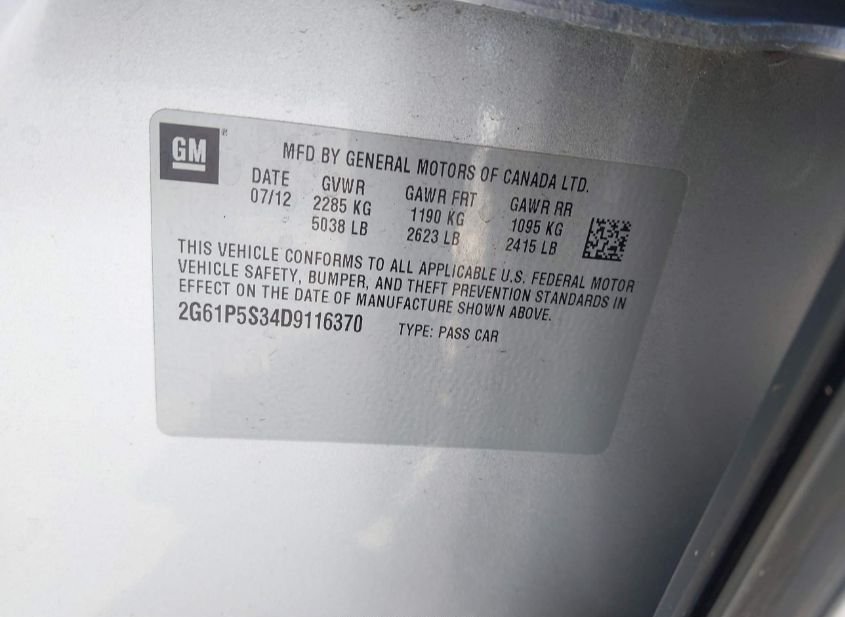 GM
MFD BY GENERAL MOTORS OF CANADA LTD.
DATE GVWR GAWR FRT GAWR RR
07/12 2285 KG 1190 KG 1095 KG
5038 LB 2623 LB 2415 LB
THIS VEHICLE CONFORMS TO ALL APPLICABLE U.S. FEDERAL MOTOR
VEHICLE SAFETY, BUMPER, AND THEFT PREVENTION STANDARDS IN
EFFECT ON THE DATE OF MANUFACTURE SHOWN ABOVE.
2G61P5S34D9116370 TYPE: PASS CAR